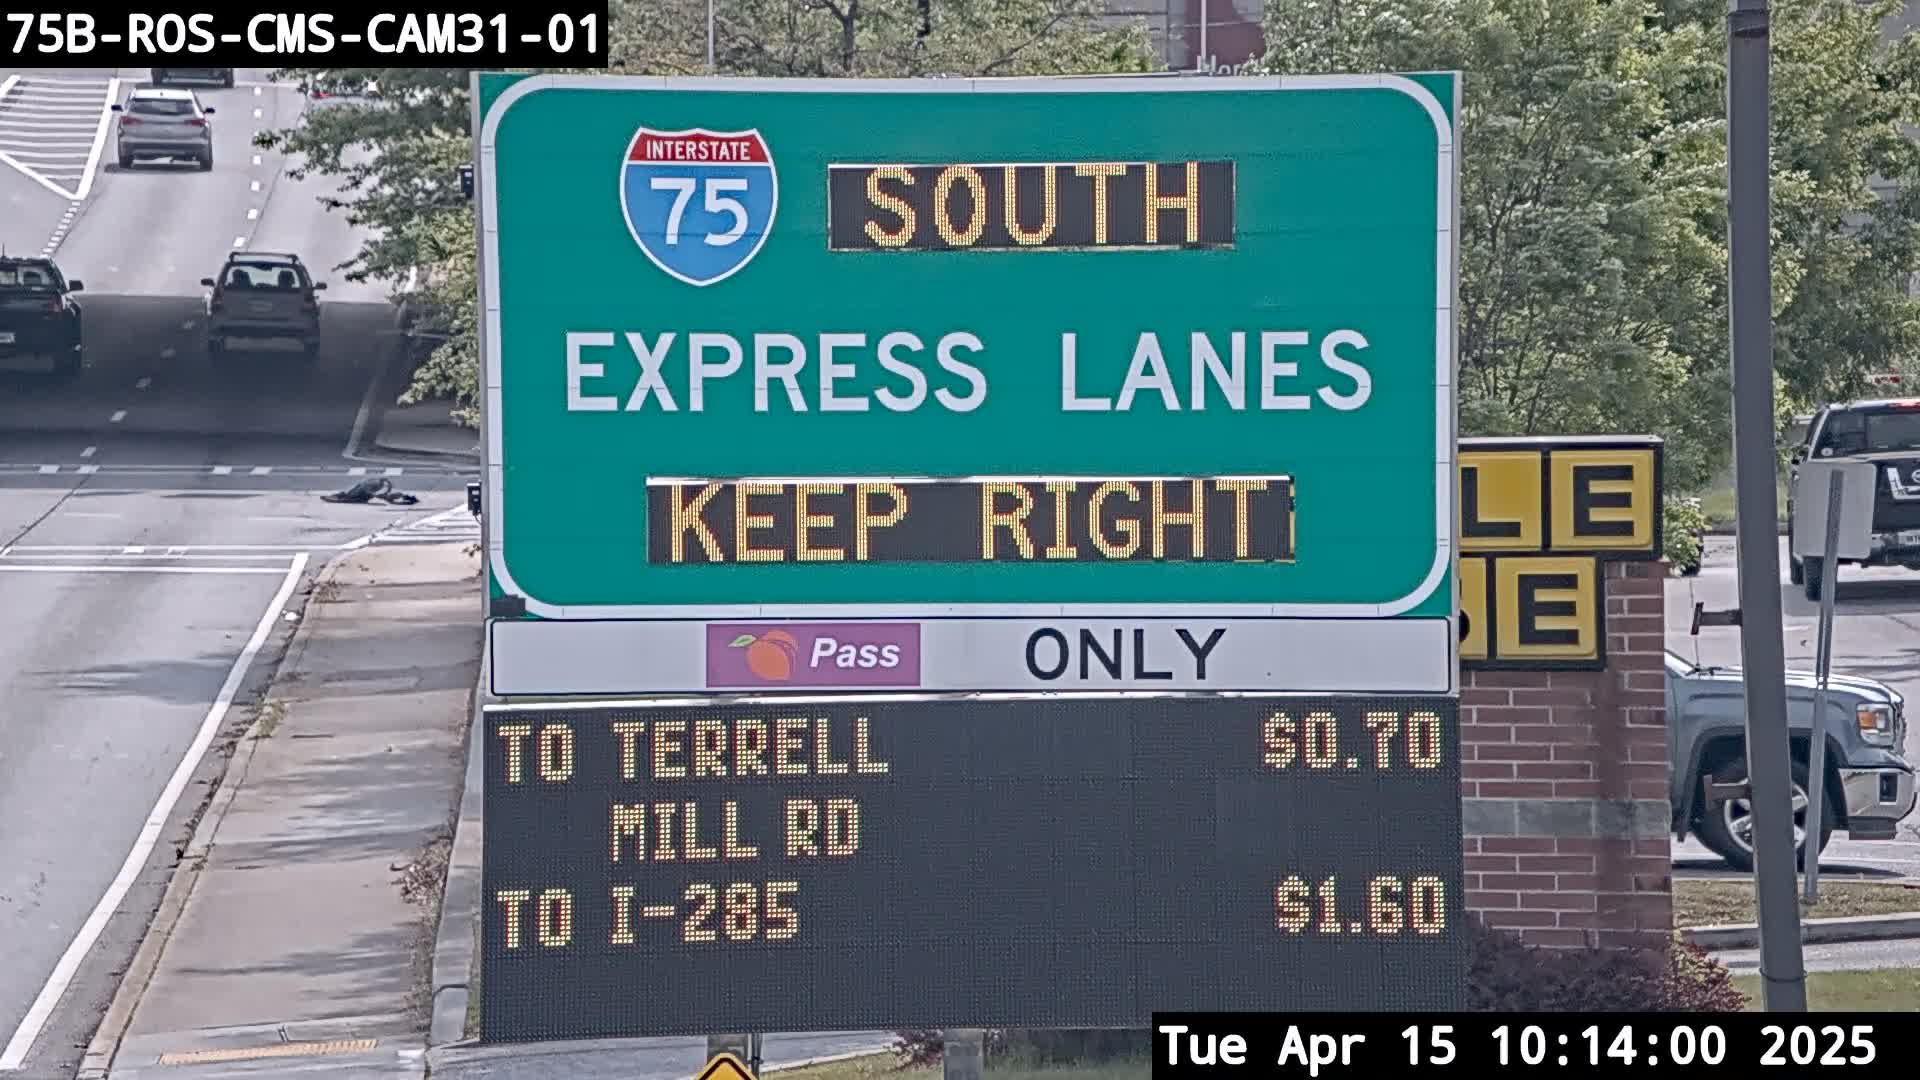 75B-ROS-CMS-CAM31-01
INTERSTATE
75
SOUTH
EXPRESS LANES
KEEP RIGHT
Pass ONLY
TO TERRELL $0.70
MILL RD
TO I-285 $1.60
LE
E
Tue Apr 15 10:14:00 2025